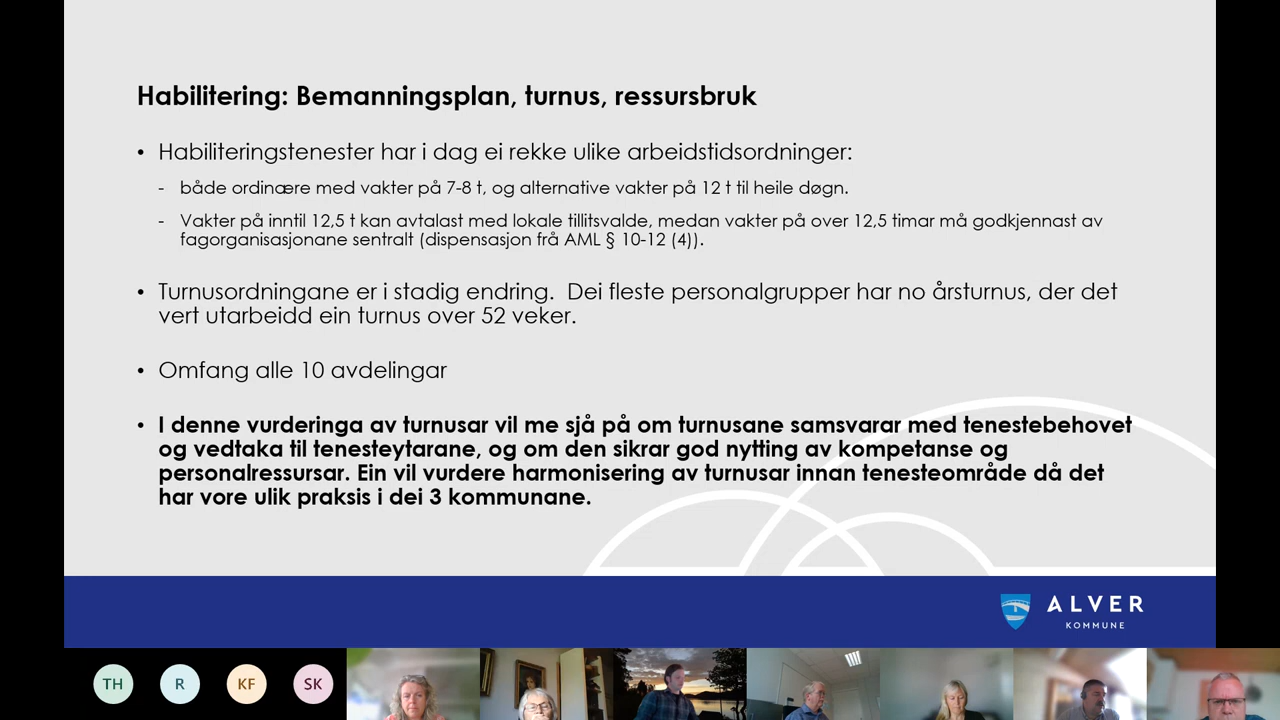 Habilitering: Bemanningsplan, turnus, ressursbruk
• Habiliteringstenester har i dag ei rekke ulike arbeidstidsordninger:
- både ordinære med vakter på 7-8 t, og alternative vakter på 12 t til heile døgn.
- Vakter på inntil 12,5 t kan avtalast med lokale tillitsvalde, medan vakter på over 12,5 timar må godkjennast av
fagorganisasjonane sentralt (dispensasjon frå AML § 10-12 (4)).
• Turnusordningane er i stadig endring.  Dei fleste personalgrupper har no årsturnus, der det
vert utarbeidd ein turnus over 52 veker.
• Omfang alle 10 avdelingar
• I denne vurderinga av turnusar vil me sjå på om turnusane samsvarar med tenestebehovet
og vedtaka til tenesteytarane, og om den sikrar god nytting av kompetanse og
personalressursar. Ein vil vurdere harmonisering av turnusar innan tenesteområde då det
har vore ulik praksis i dei 3 kommunane.
ALVER
KOMMUNE
TH R KF SK